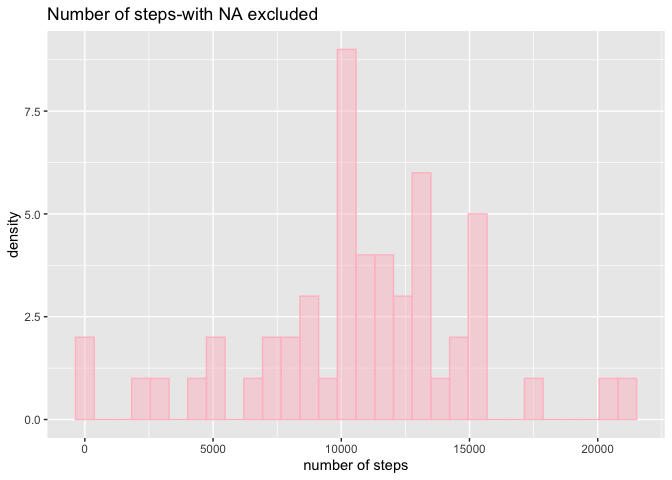 Number of steps-with NA excluded
7.5
5.0
2.5
0.0
density
0 5000 10000 15000 20000
number of steps